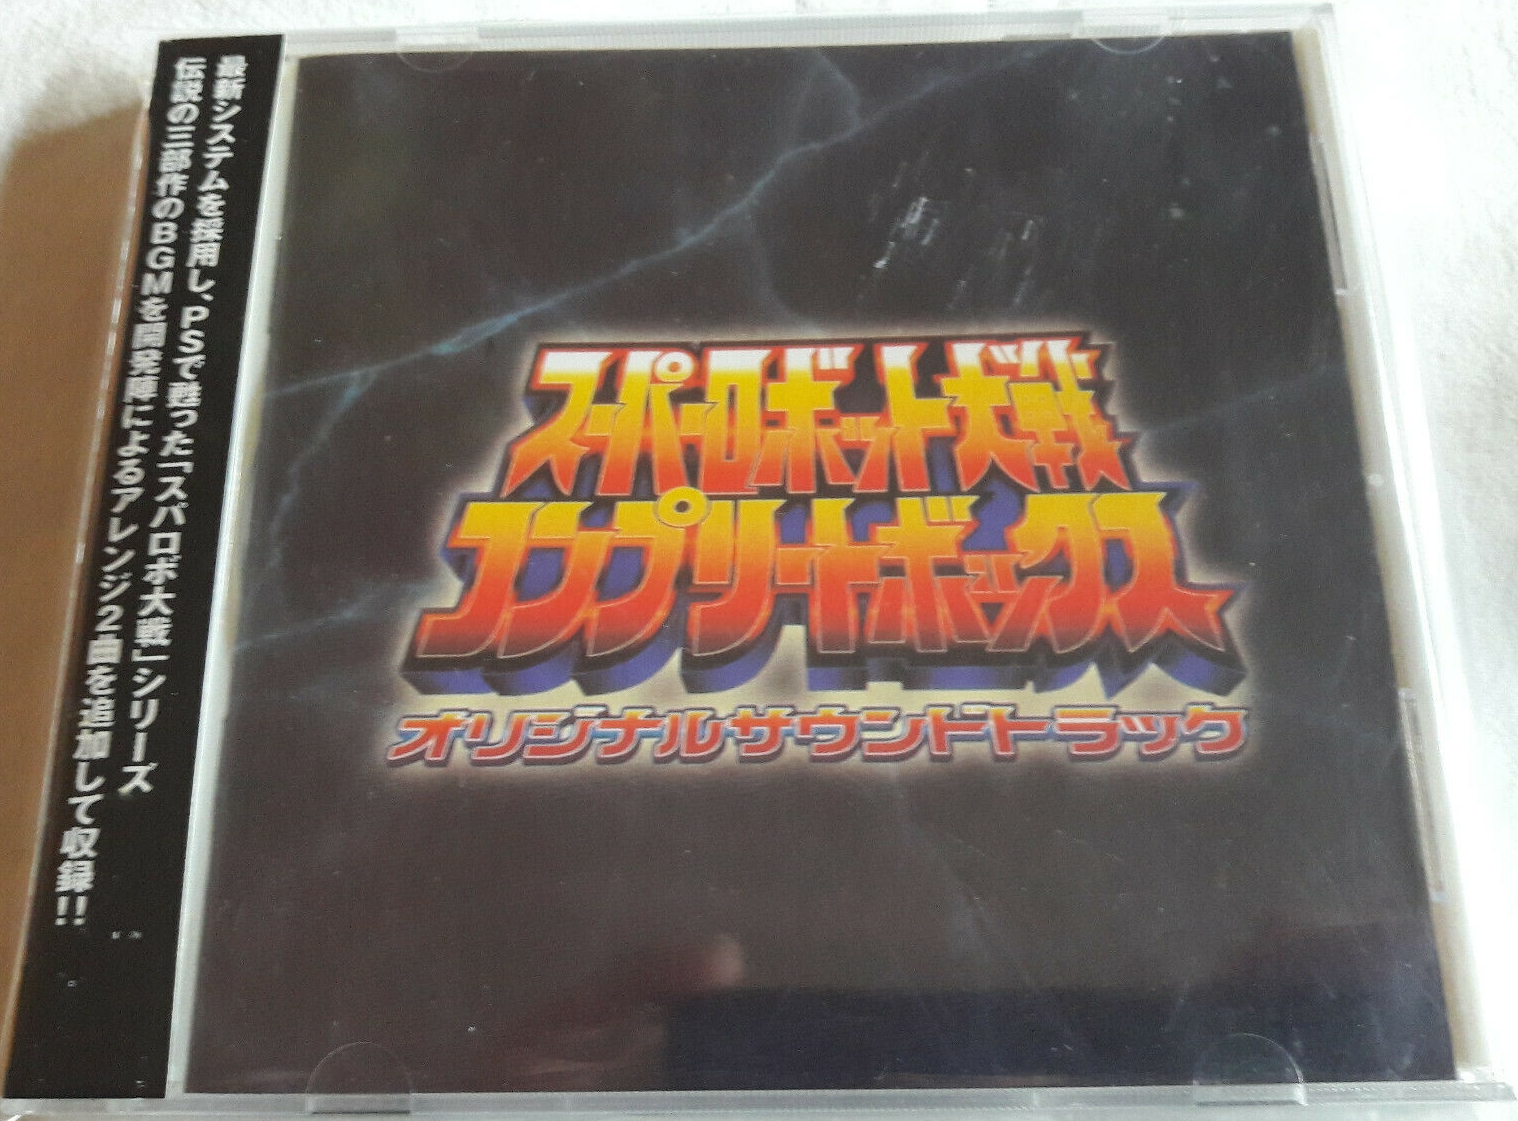 最新システムを採用し、PSで甦った「スパロボ大戦」シリーズ
伝説の三部作のBGMを開発陣によるアレンジ2曲を追加して収録!!
スーパーロボット大戦
コンプリートボックス
オリジナルサウンドトラック